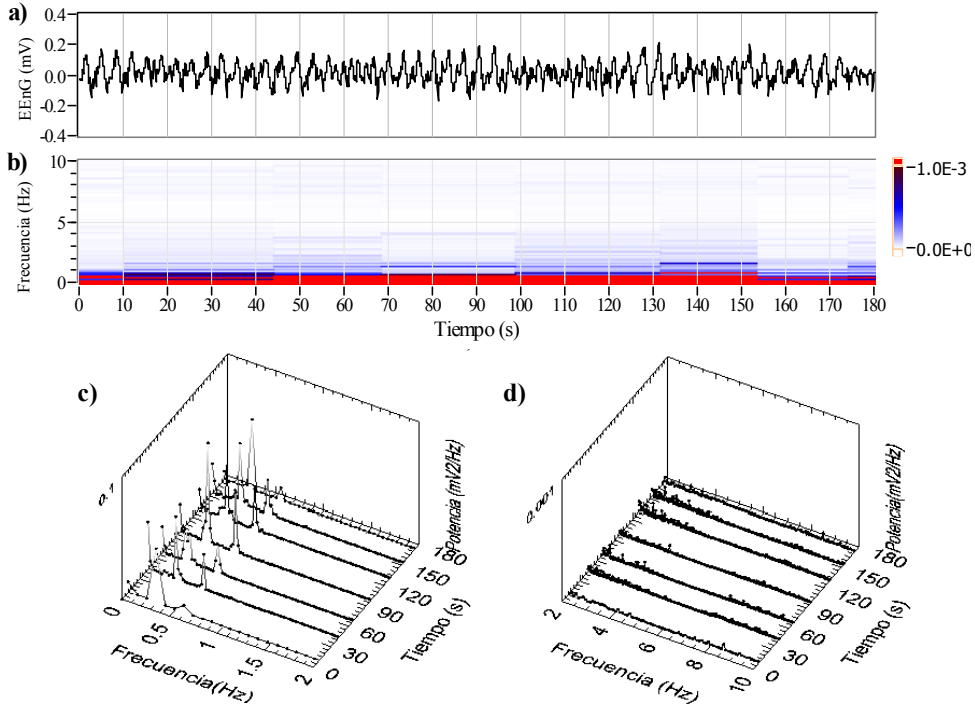 a)
0.4
0.2
0.0
-0.2
-0.4
EEnG (mV)
b)
10
5
0
Frecuencia (Hz)
1.0E-3
0.0E+0
0 10 20 30 40 50 60 70 80 90 100 110 120 130 140 150 160 170 180
Tiempo (s)
c)
0.1
Potencia (mV2/Hz)
0 0.5 1 1.5 2
Frecuencia(Hz)
0 30 60 90 120 150 180
Tiempo (s)
d)
0.001
Potencia(mV2/Hz)
2 4 6 8 10
Frecuencia (Hz)
0 30 60 90 120 150 180
Tiempo (s)